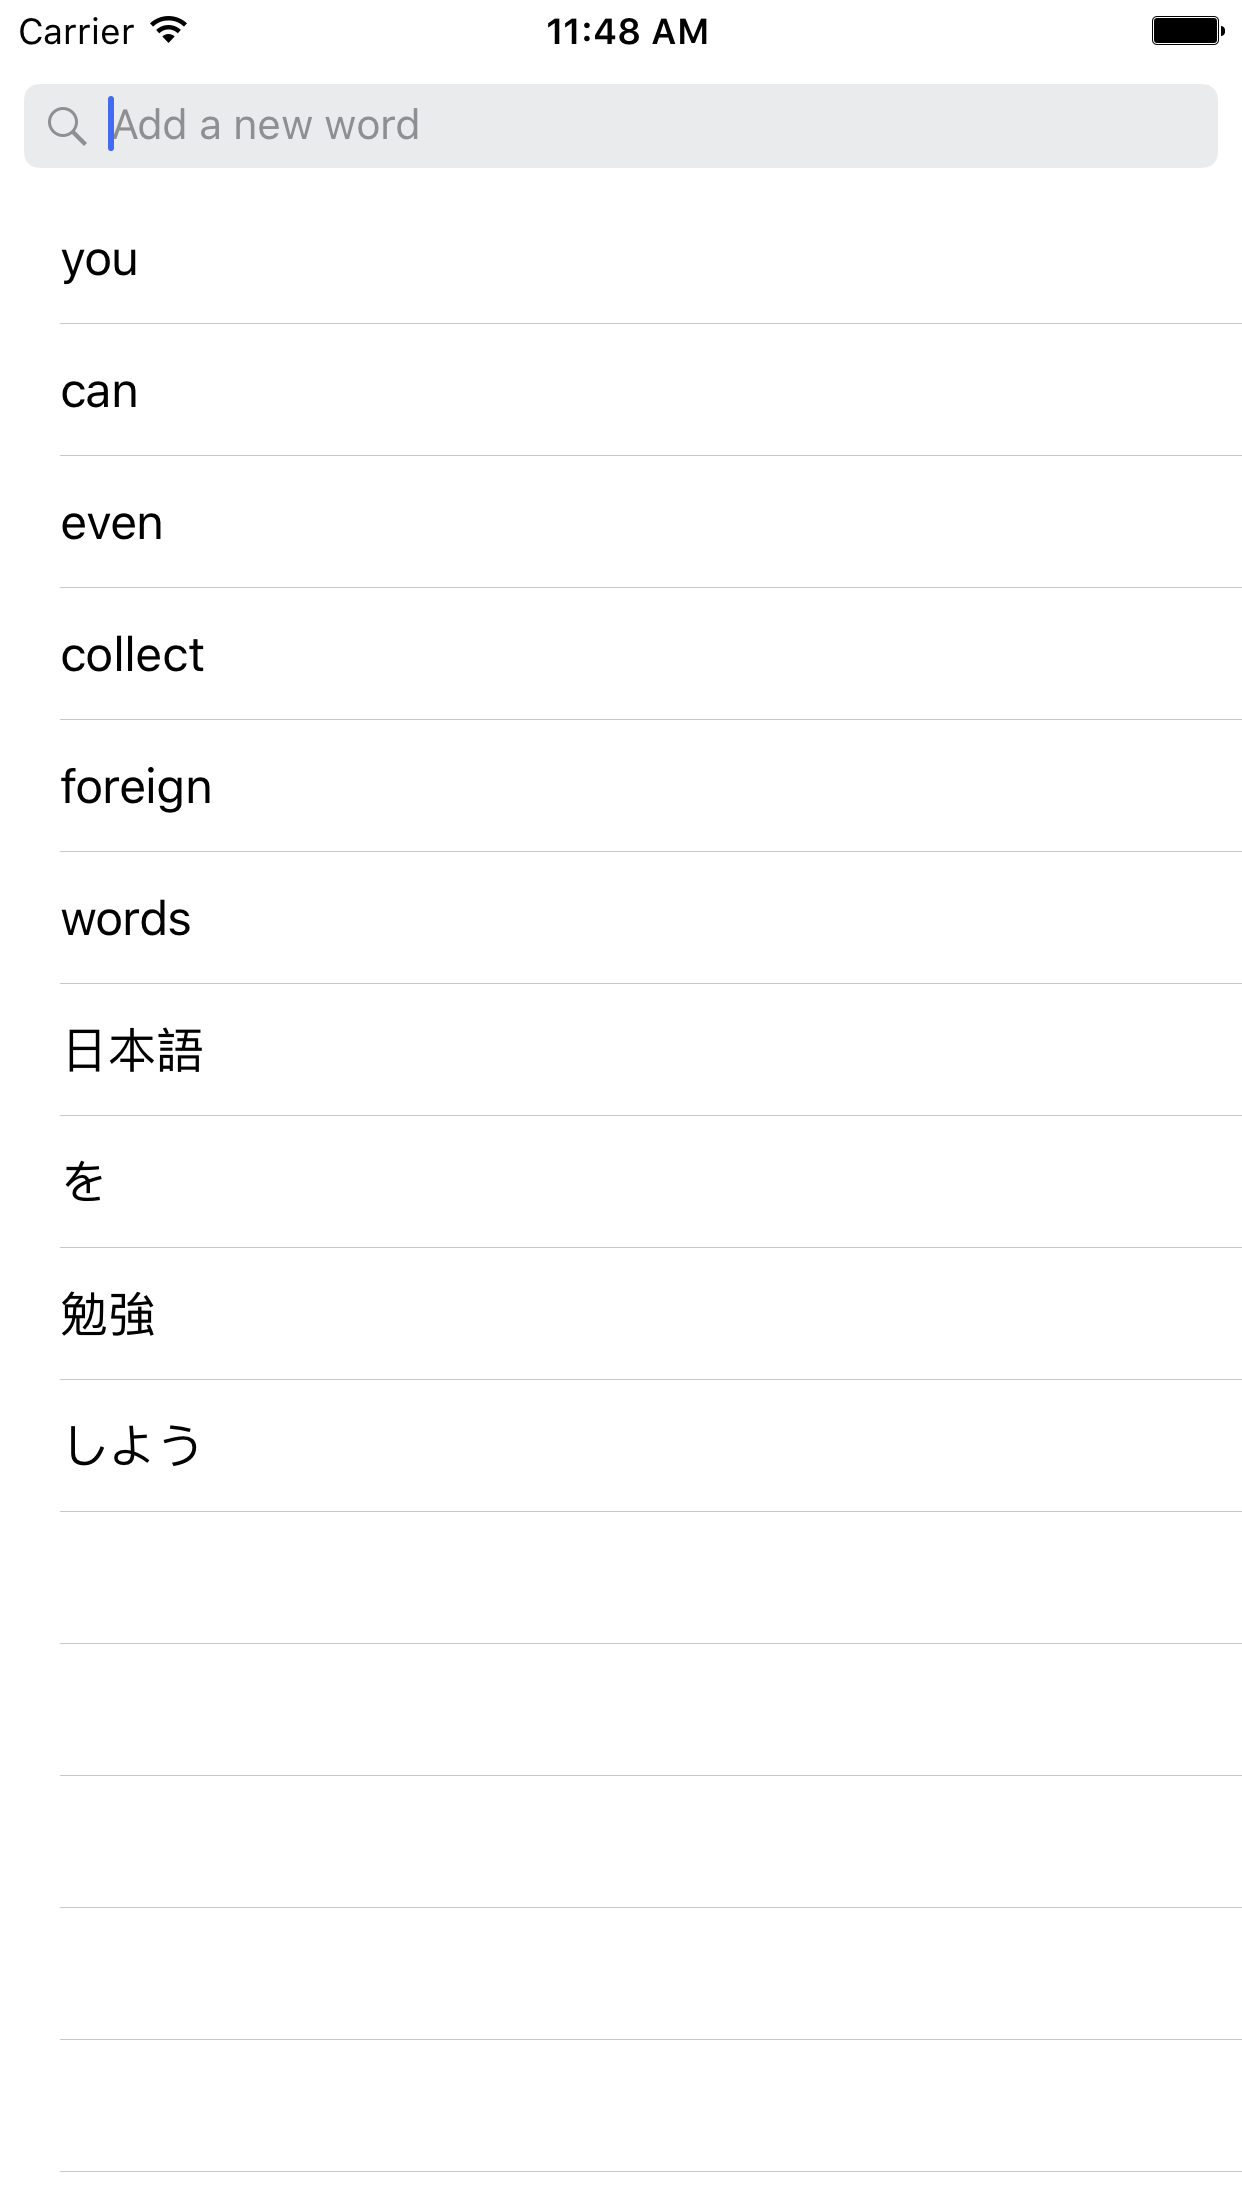 Carrier 11:48 AM
Add a new word
you
can
even
collect
foreign
words
日本語
を
勉強
しよう